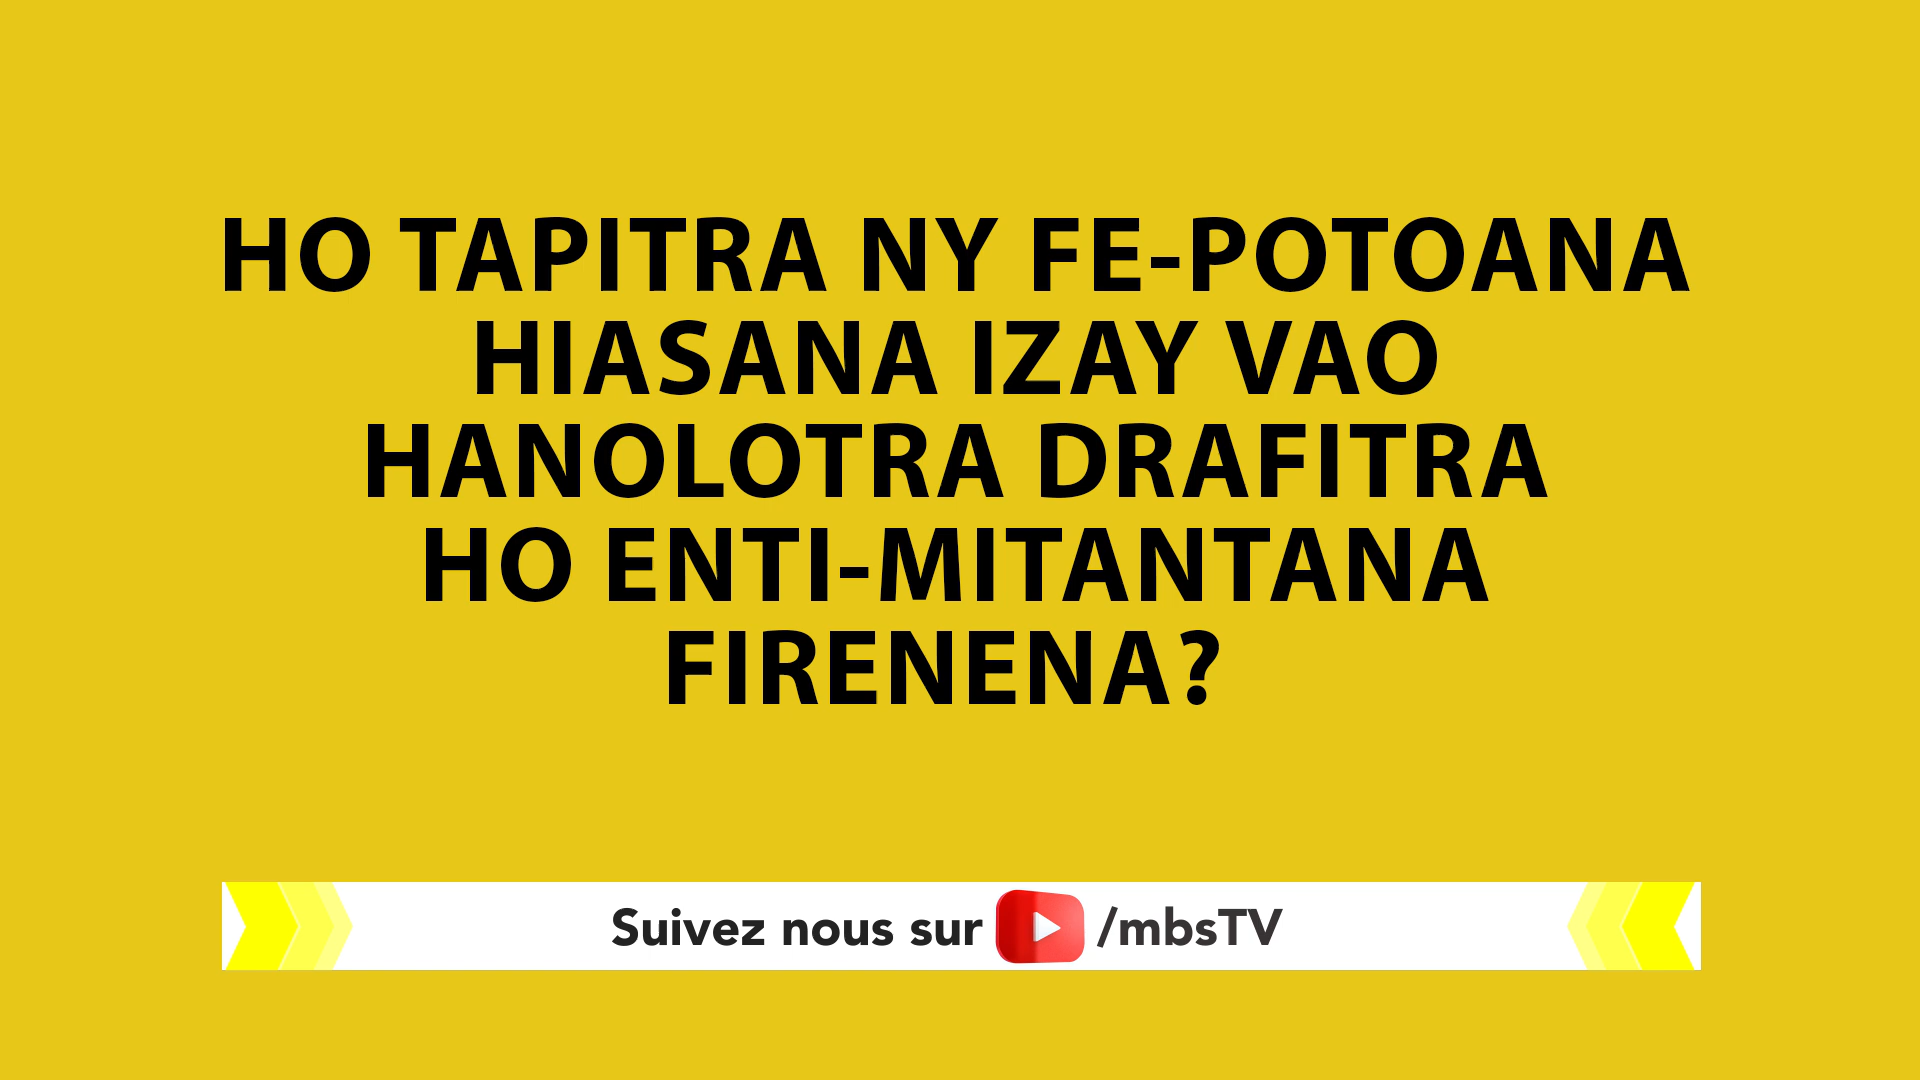 HO TAPITRA NY FE-POTOANA
HIASANA IZAY VAO
HANOLOTRA DRAFITRA
HO ENTI-MITANTANA
FIRENENA?
Suivez nous sur /mbsTV